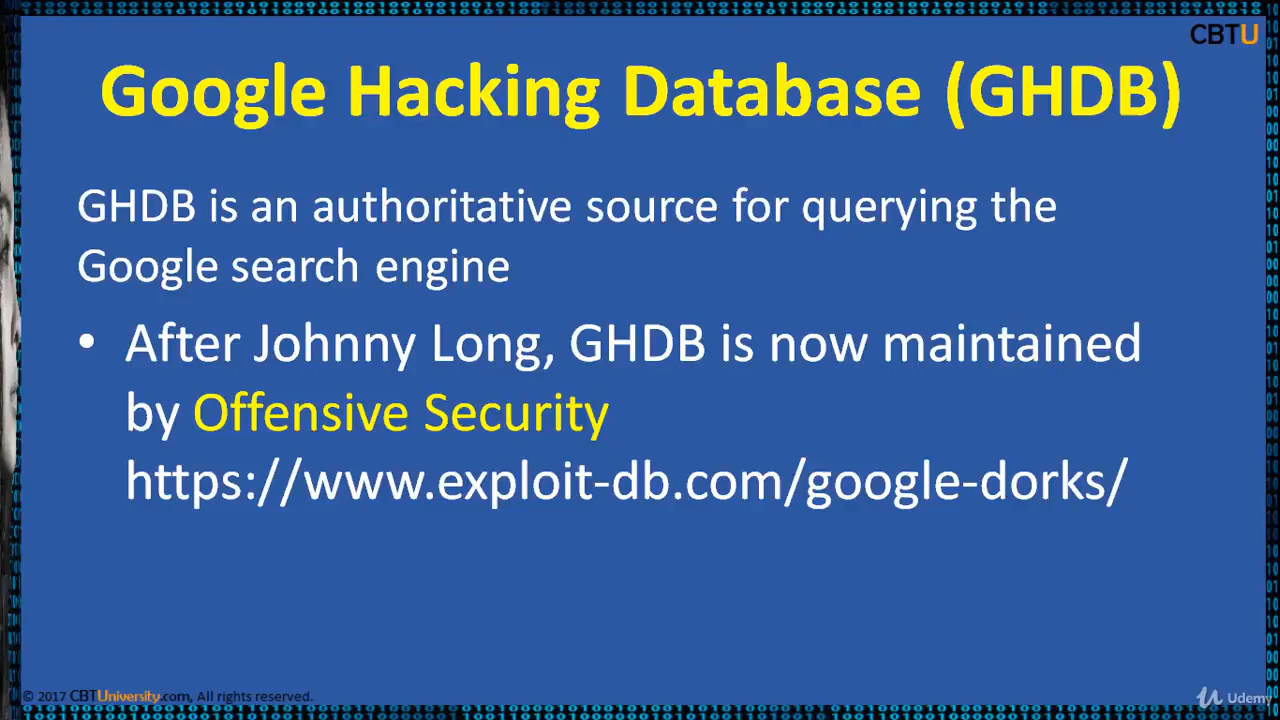 CBTU
Google Hacking Database (GHDB)
GHDB is an authoritative source for querying the
Google search engine
• After Johnny Long, GHDB is now maintained
by Offensive Security
https://www.exploit-db.com/google-dorks/
© 2017 CBTUniversity.com, All rights reserved.
Udemy